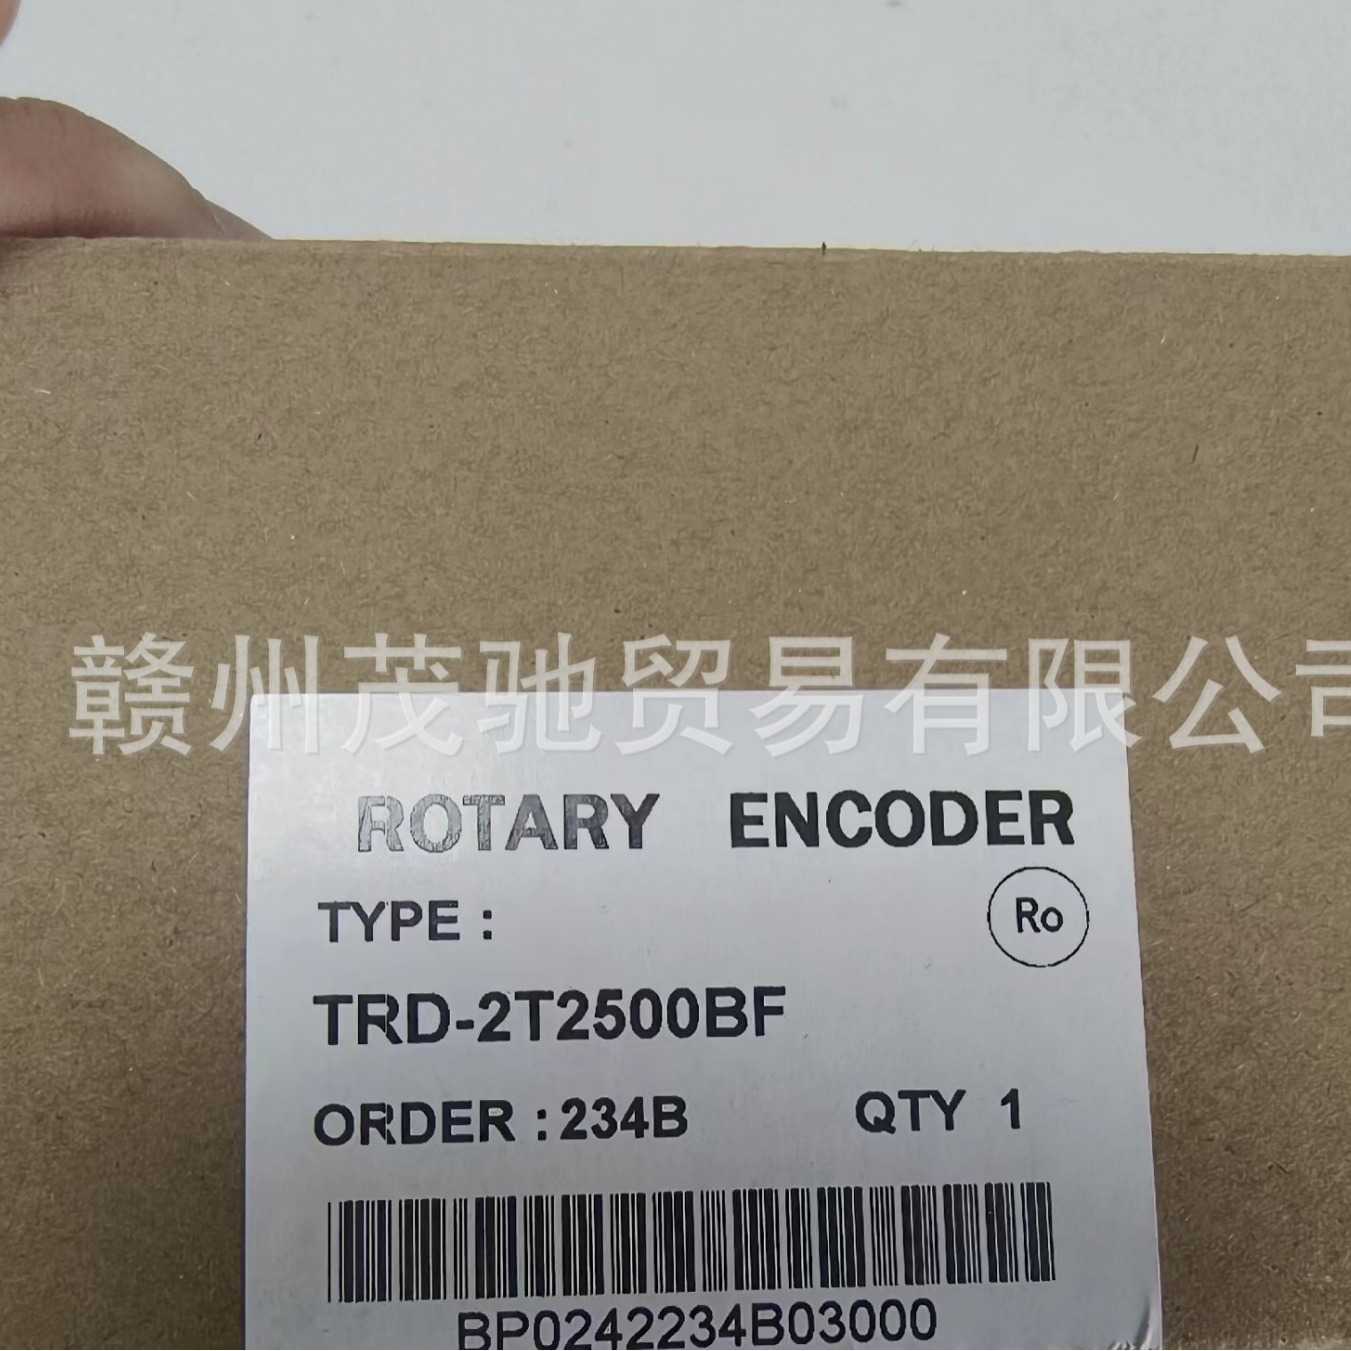 赣州茂驰贸易有限公司
ROTARY ENCODER
TYPE :
Ro
TRD-2T2500BF
ORDER : 234B QTY 1
BP0242234B03000